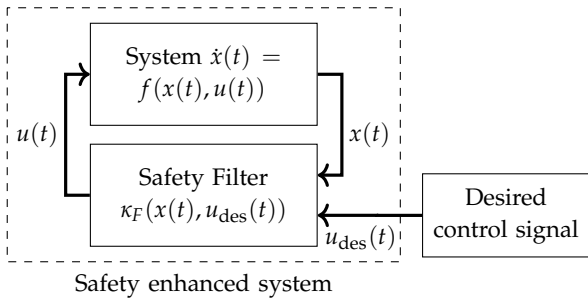 System ẋ(t) =
f(x(t), u(t))
u(t)
x(t)
Safety Filter
κ_F(x(t), u_des(t))
Desired
control signal
u_des(t)
Safety enhanced system